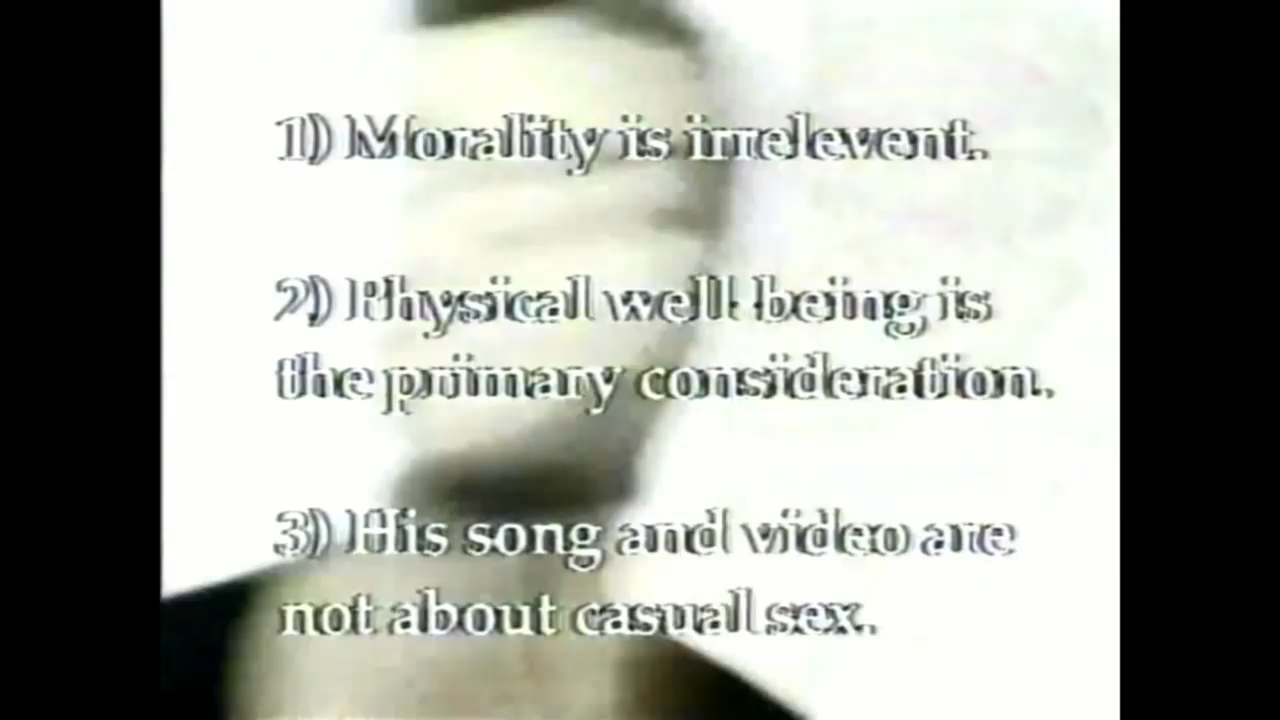 1) Morality is irrelevent.
2) Physical well-being is
the primary consideration.
3) His song and video are
not about casual sex.